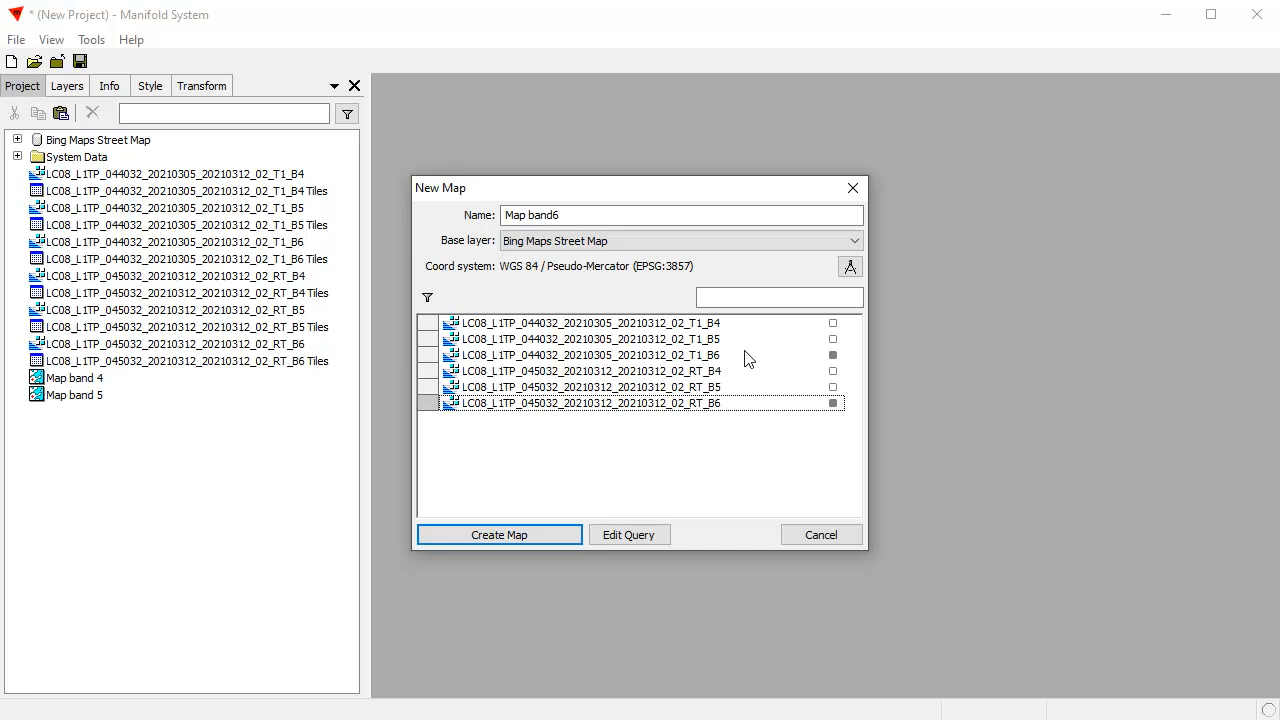 * (New Project) - Manifold System
File View Tools Help
Project Layers Info Style Transform
Bing Maps Street Map
System Data
LC08_L1TP_044032_20210305_20210312_02_T1_B4
LC08_L1TP_044032_20210305_20210312_02_T1_B4 Tiles
LC08_L1TP_044032_20210305_20210312_02_T1_B5
LC08_L1TP_044032_20210305_20210312_02_T1_B5 Tiles
LC08_L1TP_044032_20210305_20210312_02_T1_B6
LC08_L1TP_044032_20210305_20210312_02_T1_B6 Tiles
LC08_L1TP_045032_20210312_20210312_02_RT_B4
LC08_L1TP_045032_20210312_20210312_02_RT_B4 Tiles
LC08_L1TP_045032_20210312_20210312_02_RT_B5
LC08_L1TP_045032_20210312_20210312_02_RT_B5 Tiles
LC08_L1TP_045032_20210312_20210312_02_RT_B6
LC08_L1TP_045032_20210312_20210312_02_RT_B6 Tiles
Map band 4
Map band 5
New Map
Name: Map band6
Base layer: Bing Maps Street Map
Coord system: WGS 84 / Pseudo-Mercator (EPSG:3857)
LC08_L1TP_044032_20210305_20210312_02_T1_B4
LC08_L1TP_044032_20210305_20210312_02_T1_B5
LC08_L1TP_044032_20210305_20210312_02_T1_B6
LC08_L1TP_045032_20210312_20210312_02_RT_B4
LC08_L1TP_045032_20210312_20210312_02_RT_B5
LC08_L1TP_045032_20210312_20210312_02_RT_B6
Create Map Edit Query Cancel